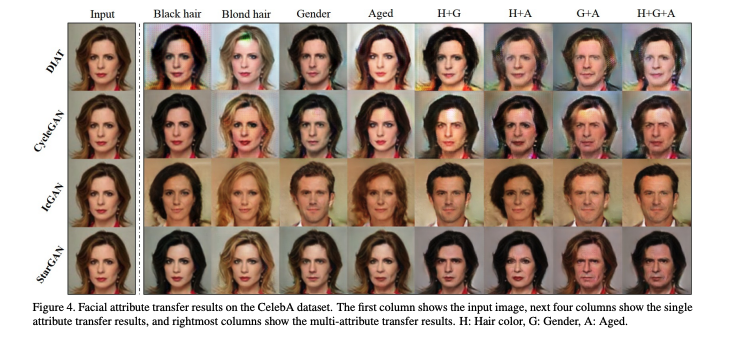 Input Black hair Blond hair Gender Aged H+G H+A G+A H+G+A
DIAT
CycleGAN
IcGAN
StarGAN
Figure 4. Facial attribute transfer results on the CelebA dataset. The first column shows the input image, next four columns show the single
attribute transfer results, and rightmost columns show the multi-attribute transfer results. H: Hair color, G: Gender, A: Aged.